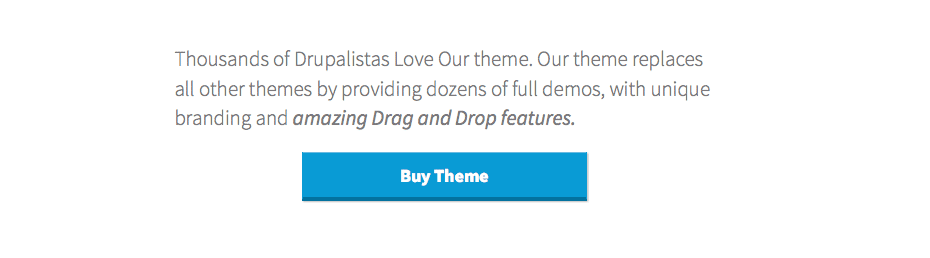 Thousands of Drupalistas Love Our theme. Our theme replaces
all other themes by providing dozens of full demos, with unique
branding and amazing Drag and Drop features.
Buy Theme